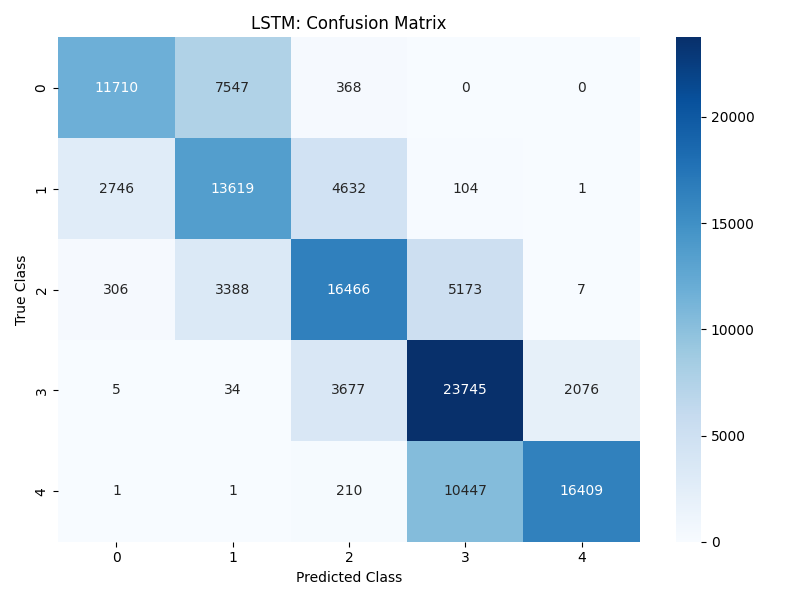 LSTM: Confusion Matrix
0 11710 7547 368 0 0
1 2746 13619 4632 104 1
2 306 3388 16466 5173 7
3 5 34 3677 23745 2076
4 1 1 210 10447 16409
0 1 2 3 4
True Class
Predicted Class
20000
15000
10000
5000
0